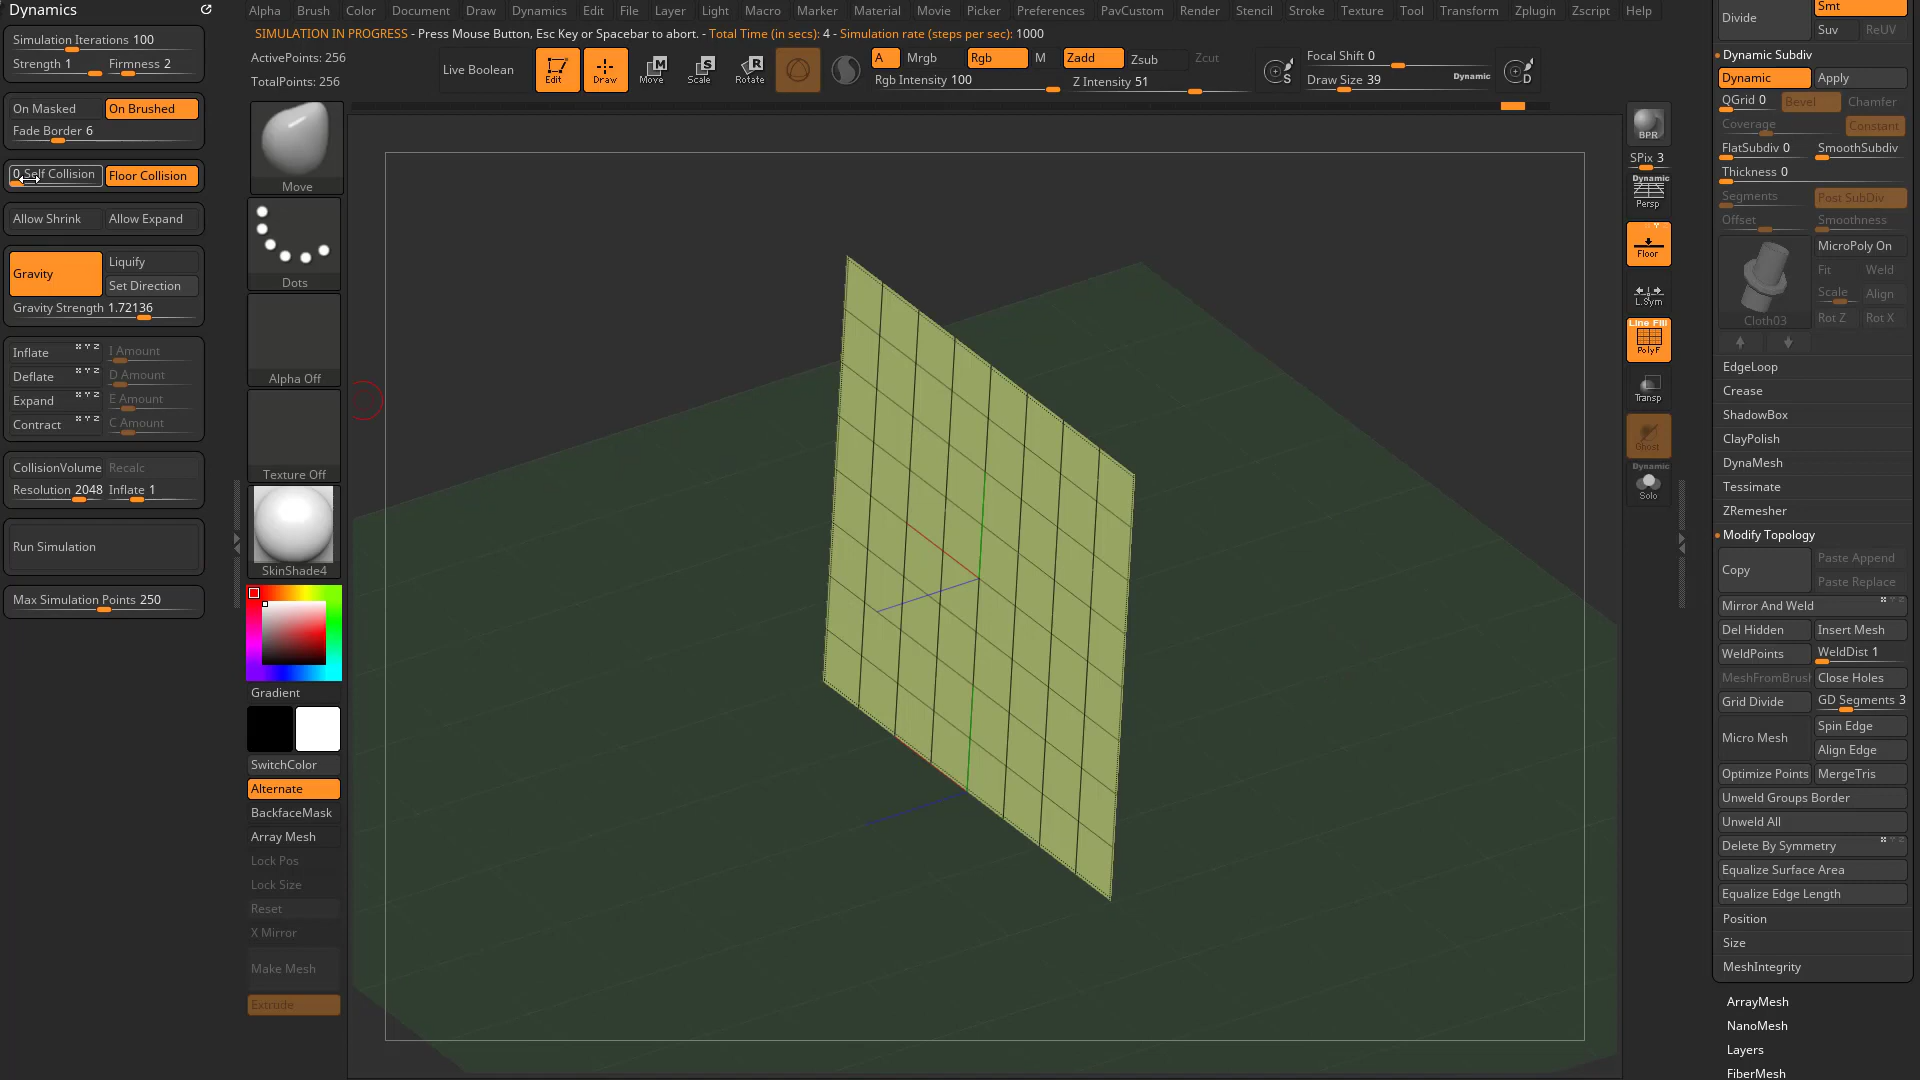 Dynamics
Alpha Brush Color Document Draw Dynamics Edit File Layer Light Macro Marker Material Movie Picker Preferences PavCustom Render Stencil Stroke Texture Tool Transform Zplugin Zscript Help
SIMULATION IN PROGRESS - Press Mouse Button, Esc Key or Spacebar to abort. - Total Time (in secs): 4 - Simulation rate (steps per sec): 1000
Simulation Iterations 100
Strength 1 Firmness 2
On Masked On Brushed
Fade Border 6
0 Self Collision Floor Collision
Allow Shrink Allow Expand
Gravity Liquify
Set Direction
Gravity Strength 1.72136
Inflate I Amount
Deflate D Amount
Expand E Amount
Contract C Amount
CollisionVolume Recalc
Resolution 2048 Inflate 1
Run Simulation
Max Simulation Points 250
ActivePoints: 256
TotalPoints: 256
Live Boolean
Edit Draw Move Scale Rotate
A Mrgb Rgb M Zadd Zsub Zcut
Rgb Intensity 100 Z Intensity 51
Focal Shift 0
Draw Size 39 Dynamic
S D
Move
Dots
Alpha Off
Texture Off
SkinShade4
Gradient
SwitchColor
Alternate
BackfaceMask
Array Mesh
Lock Pos
Lock Size
Reset
X Mirror
Make Mesh
Extrude
BPR
SPix 3
Dynamic
Persp
Floor
L.Sym
Line Fill
PolyF
Transp
Ghost
Dynamic
Solo
Divide Smt
Suv ReUV
Dynamic Subdiv
Dynamic Apply
QGrid 0 Bevel Chamfer
Coverage Constant
FlatSubdiv 0 SmoothSubdiv
Thickness 0
Segments Post SubDiv
Offset Smoothness
MicroPoly On
Fit Weld
Scale Align
Cloth03 Rot Z Rot X
EdgeLoop
Crease
ShadowBox
ClayPolish
DynaMesh
Tessimate
ZRemesher
Modify Topology
Copy Paste Append
Paste Replace
Mirror And Weld
Del Hidden Insert Mesh
WeldPoints WeldDist 1
MeshFromBrush Close Holes
Grid Divide GD Segments 3
Micro Mesh Spin Edge
Align Edge
Optimize Points MergeTris
Unweld Groups Border
Unweld All
Delete By Symmetry
Equalize Surface Area
Equalize Edge Length
Position
Size
MeshIntegrity
ArrayMesh
NanoMesh
Layers
FiberMesh